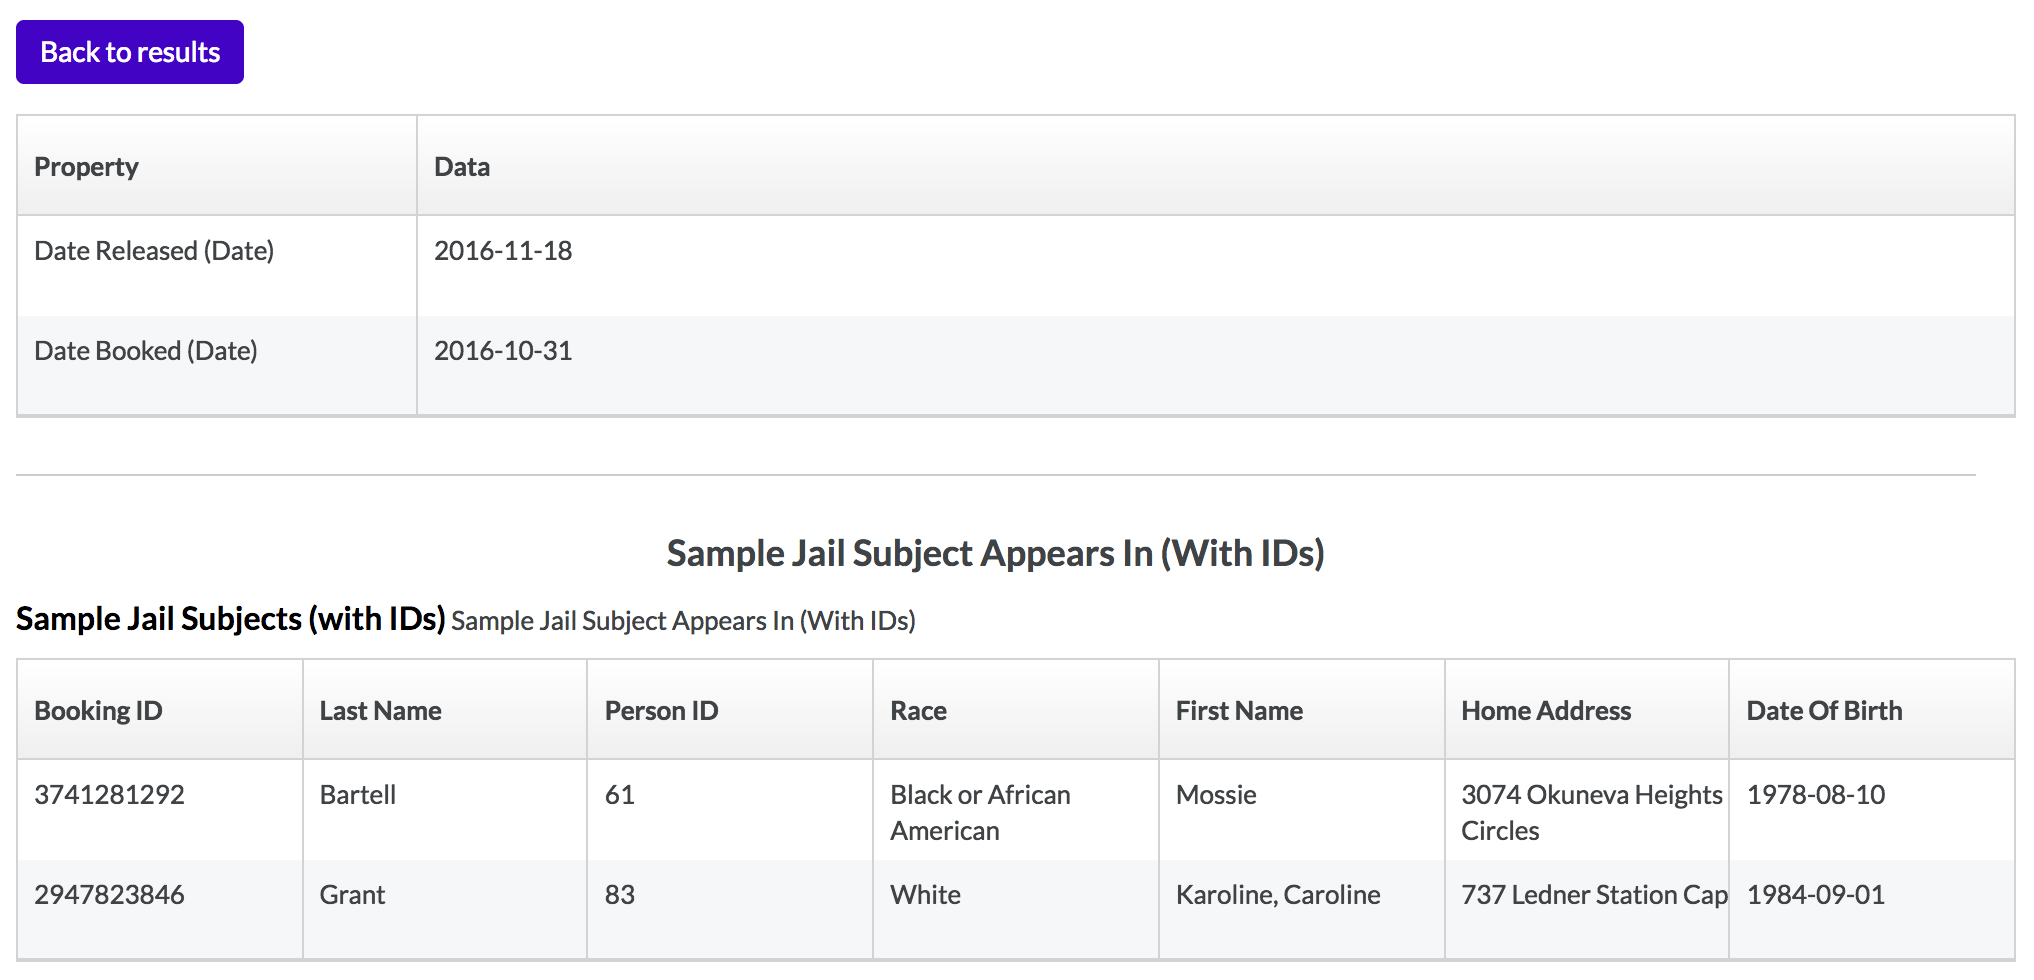 Back to results
Property Data
Date Released (Date) 2016-11-18
Date Booked (Date) 2016-10-31
Sample Jail Subject Appears In (With IDs)
Sample Jail Subjects (with IDs) Sample Jail Subject Appears In (With IDs)
Booking ID Last Name Person ID Race First Name Home Address Date Of Birth
3741281292 Bartell 61 Black or African American Mossie 3074 Okuneva Heights Circles 1978-08-10
2947823846 Grant 83 White Karoline, Caroline 737 Ledner Station Cap 1984-09-01